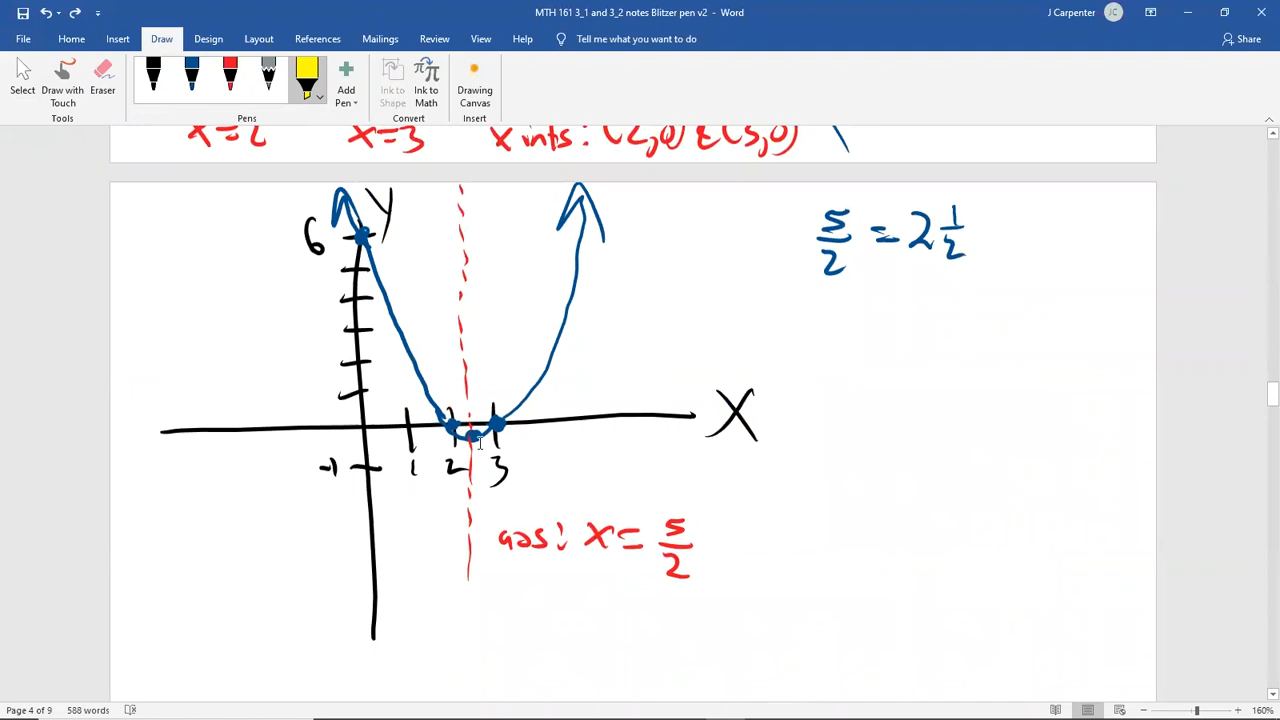 MTH 161 3_1 and 3_2 notes Blitzer pen v2 - Word
J Carpenter JC
File Home Insert Draw Design Layout References Mailings Review View Help Tell me what you want to do Share
Select Draw with Touch Eraser Add Pen Ink to Shape Ink to Math Drawing Canvas
Tools Pens Convert Insert
x=2 x=3 x ints: (2,0) & (3,0)
Y
6
5/2 = 2 1/2
X
-1 1 2 3
aos: x = 5/2
Page 4 of 9 588 words 160%